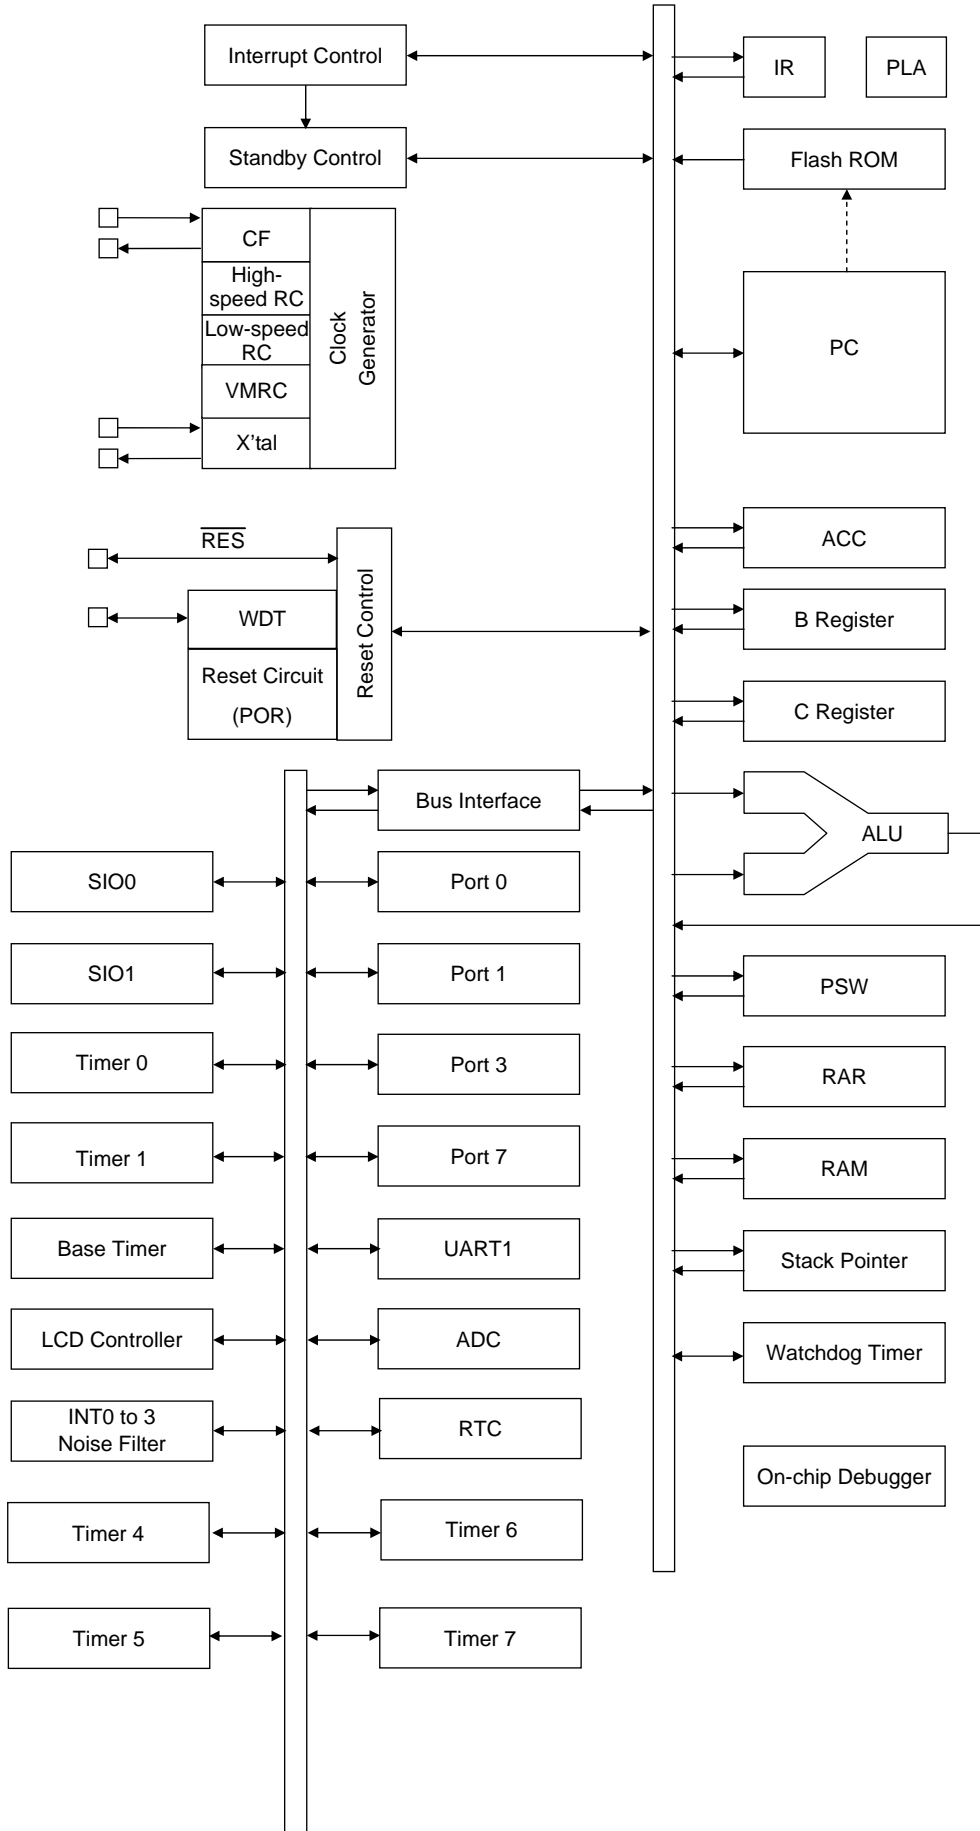 Interrupt Control
IR
PLA
Standby Control
Flash ROM
CF
High-
speed RC
Low-speed
RC
VMRC
X'tal
Clock
Generator
PC
RES
WDT
Reset Circuit
(POR)
Reset Control
ACC
B Register
C Register
Bus Interface
ALU
SIO0
Port 0
SIO1
Port 1
PSW
Timer 0
Port 3
RAR
Timer 1
Port 7
RAM
Base Timer
UART1
Stack Pointer
LCD Controller
ADC
Watchdog Timer
INT0 to 3
Noise Filter
RTC
On-chip Debugger
Timer 4
Timer 6
Timer 5
Timer 7